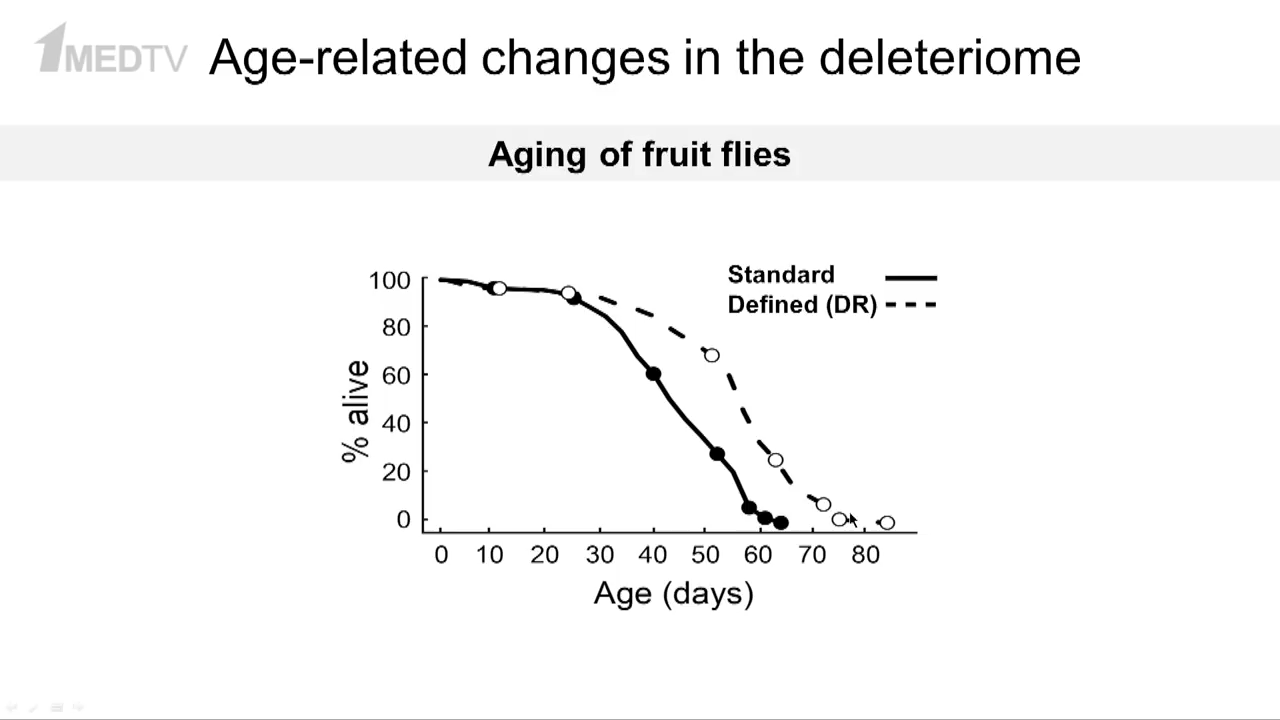 1MEDTV
Age-related changes in the deleteriome
Aging of fruit flies
Standard
Defined (DR)
% alive
100
80
60
40
20
0
0 10 20 30 40 50 60 70 80
Age (days)